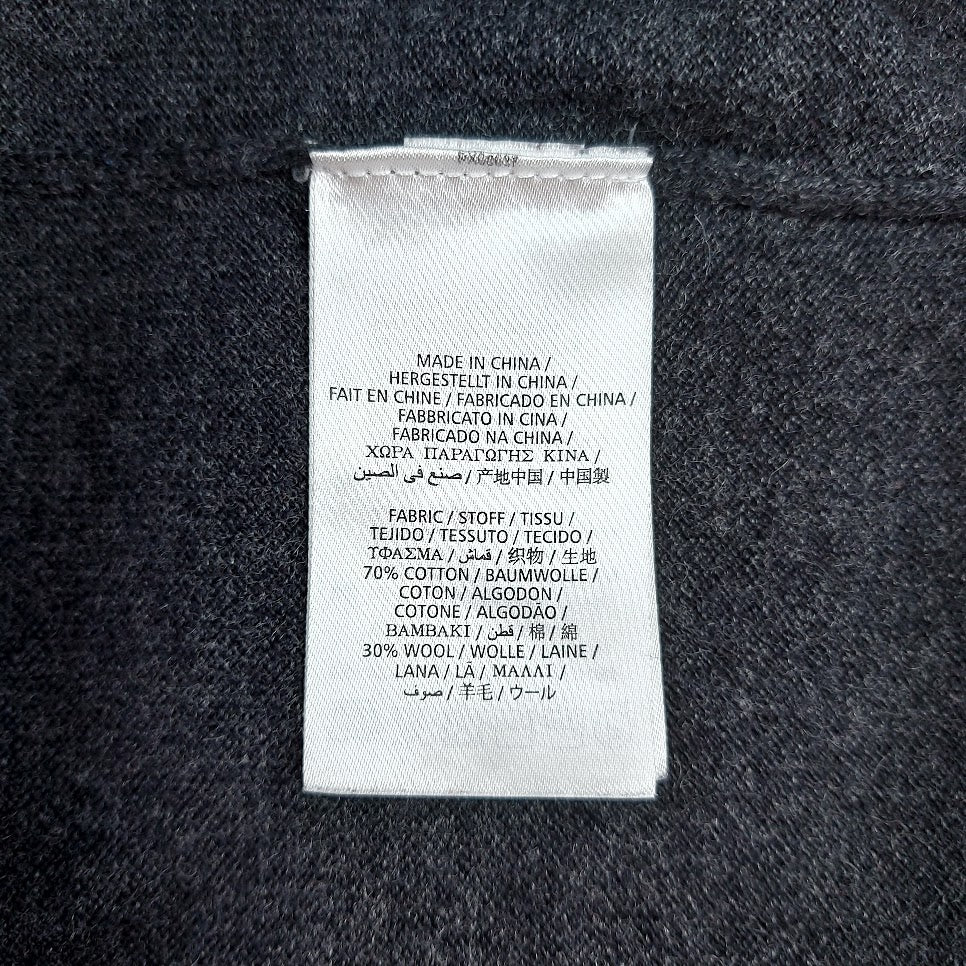 MADE IN CHINA /
HERGESTELLT IN CHINA /
FAIT EN CHINE / FABRICADO EN CHINA /
FABBRICATO IN CINA /
FABRICADO NA CHINA /
ΧΩΡΑ ΠΑΡΑΓΩΓΗΣ ΚΙΝΑ /
صنع في الصين / 产地中国 / 中国製
FABRIC / STOFF / TISSU /
TEJIDO / TESSUTO / TECIDO /
ΥΦΑΣΜΑ / قماش / 织物 / 生地
70% COTTON / BAUMWOLLE /
COTON / ALGODON /
COTONE / ALGODÃO /
ΒΑΜΒΑΚΙ / قطن / 棉 / 綿
30% WOOL / WOLLE / LAINE /
LANA / LÃ / ΜΑΛΛΙ /
صوف / 羊毛 / ウール